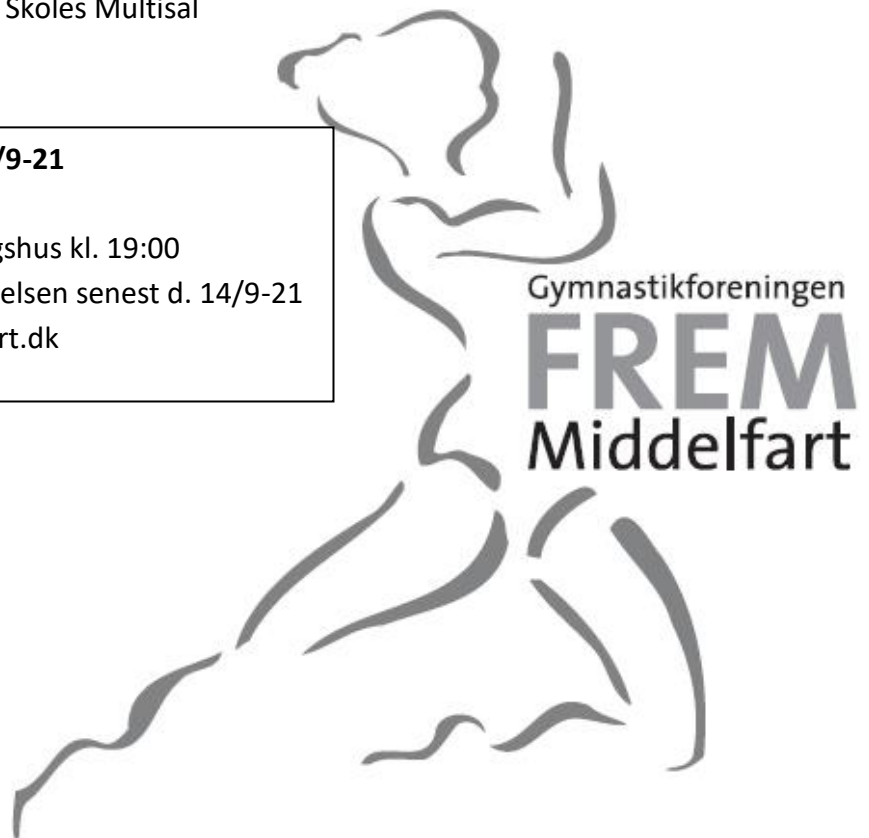 Skoles Multisal
/9-21
gshus kl. 19:00
elsen senest d. 14/9-21
rt.dk
Gymnastikforeningen
FREM
Middelfart